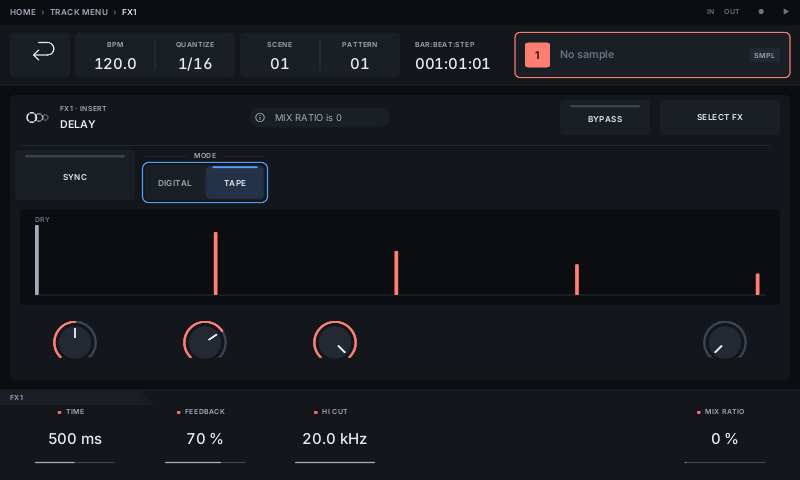 HOME › TRACK MENU › FX1
IN OUT
BPM
120.0
QUANTIZE
1/16
SCENE
01
PATTERN
01
BAR:BEAT:STEP
001:01:01
1
No sample
SMPL
FX1 · INSERT
DELAY
MIX RATIO is 0
BYPASS
SELECT FX
SYNC
MODE
DIGITAL
TAPE
DRY
FX1
TIME
500 ms
FEEDBACK
70 %
HI CUT
20.0 kHz
MIX RATIO
0 %